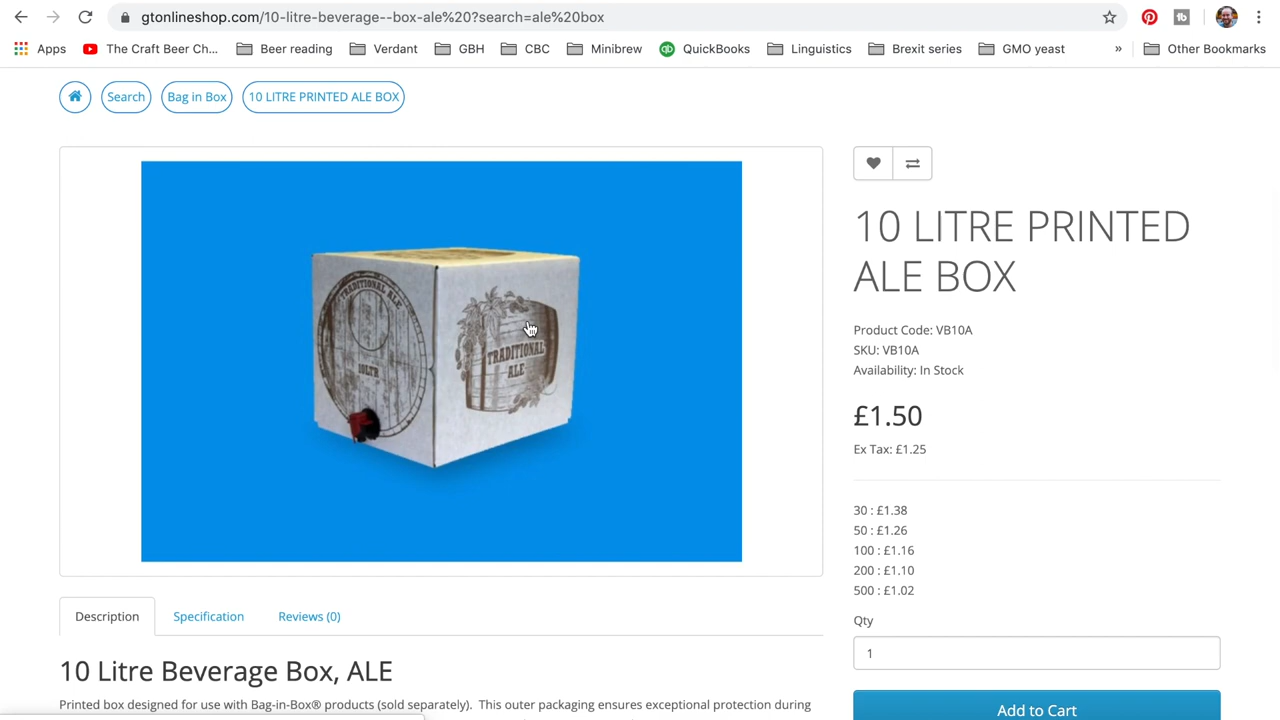 gtonlineshop.com/10-litre-beverage--box-ale%20?search=ale%20box
Apps
The Craft Beer Ch...
Beer reading
Verdant
GBH
CBC
Minibrew
QuickBooks
Linguistics
Brexit series
GMO yeast
»
Other Bookmarks
Search
Bag in Box
10 LITRE PRINTED ALE BOX
TRADITIONAL ALE
10LTR
TRADITIONAL
ALE
10 LITRE PRINTED
ALE BOX
Product Code: VB10A
SKU: VB10A
Availability: In Stock
£1.50
Ex Tax: £1.25
30 : £1.38
50 : £1.26
100 : £1.16
200 : £1.10
500 : £1.02
Qty
1
Add to Cart
Description
Specification
Reviews (0)
10 Litre Beverage Box, ALE
Printed box designed for use with Bag-in-Box® products (sold separately). This outer packaging ensures exceptional protection during